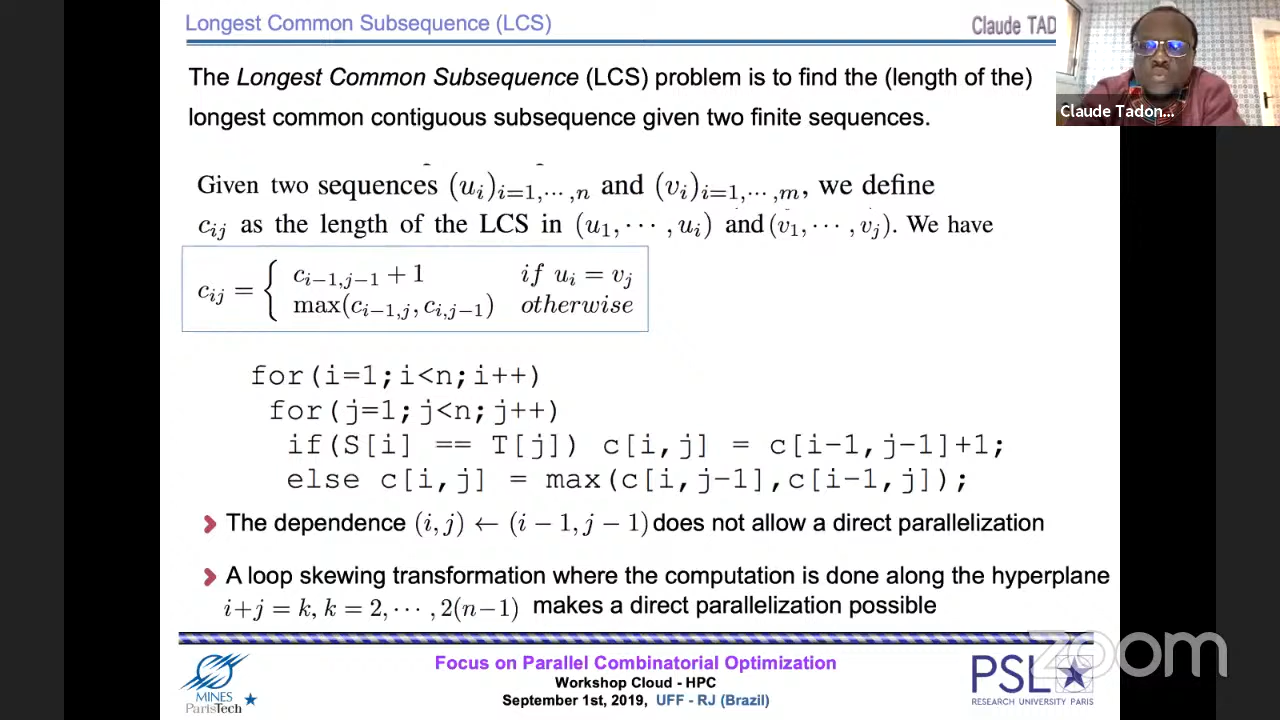 Longest Common Subsequence (LCS)
Claude TAD
The Longest Common Subsequence (LCS) problem is to find the (length of the)
longest common contiguous subsequence given two finite sequences.
Claude Tadon...
Given two sequences (u_i)_{i=1,⋯,n} and (v_i)_{i=1,⋯,m}, we define
c_{ij} as the length of the LCS in (u_1, ⋯ , u_i) and (v_1, ⋯ , v_j). We have
c_{ij} = { c_{i−1,j−1} + 1 if u_i = v_j
max(c_{i−1,j}, c_{i,j−1}) otherwise
for(i=1;i<n;i++)
for(j=1;j<n;j++)
if(S[i] == T[j]) c[i,j] = c[i-1,j-1]+1;
else c[i,j] = max(c[i,j-1],c[i-1,j]);
The dependence (i, j) ← (i − 1, j − 1) does not allow a direct parallelization
A loop skewing transformation where the computation is done along the hyperplane
i+j = k, k = 2, ⋯ , 2(n−1) makes a direct parallelization possible
Focus on Parallel Combinatorial Optimization
Workshop Cloud - HPC
September 1st, 2019, UFF - RJ (Brazil)
MINES
ParisTech
PSL
RESEARCH UNIVERSITY PARIS
zoom